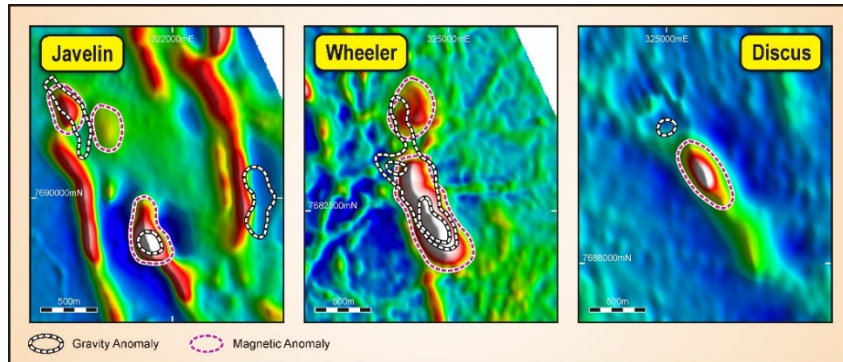 Javelin
322000mE
7690000mN
500m
Wheeler
325000mE
7682500mN
500m
Discus
325000mE
7688000mN
500m
Gravity Anomaly
Magnetic Anomaly